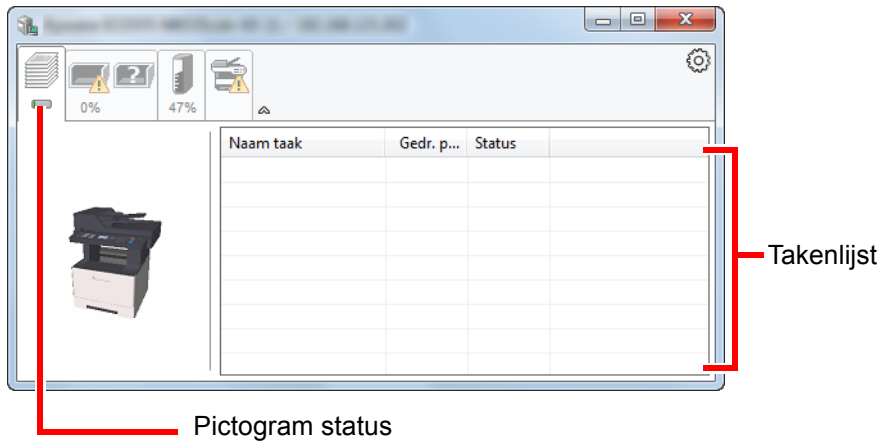 0%
47%
Naam taak Gedr. p... Status
Takenlijst
Pictogram status